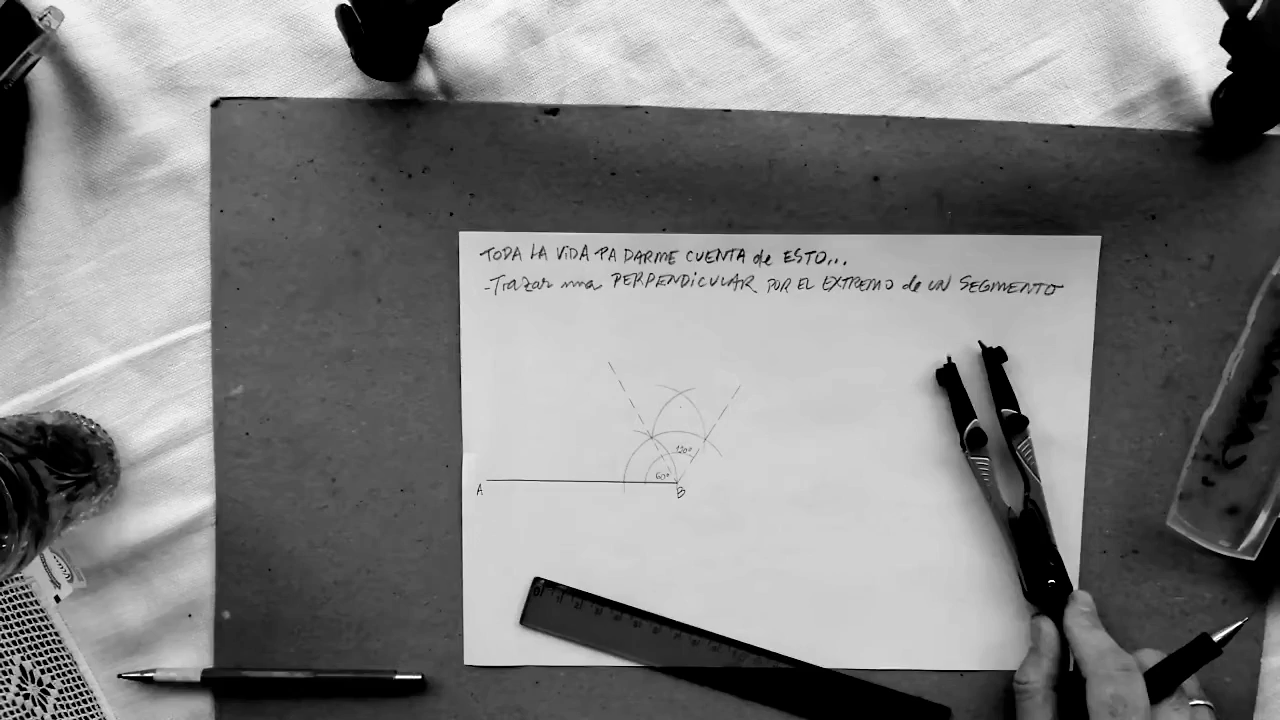 TODA LA VIDA PA DARME CUENTA de ESTO...
-Trazar una PERPENDICULAR POR EL EXTREMO de UN SEGMENTO
120°
60°
A B